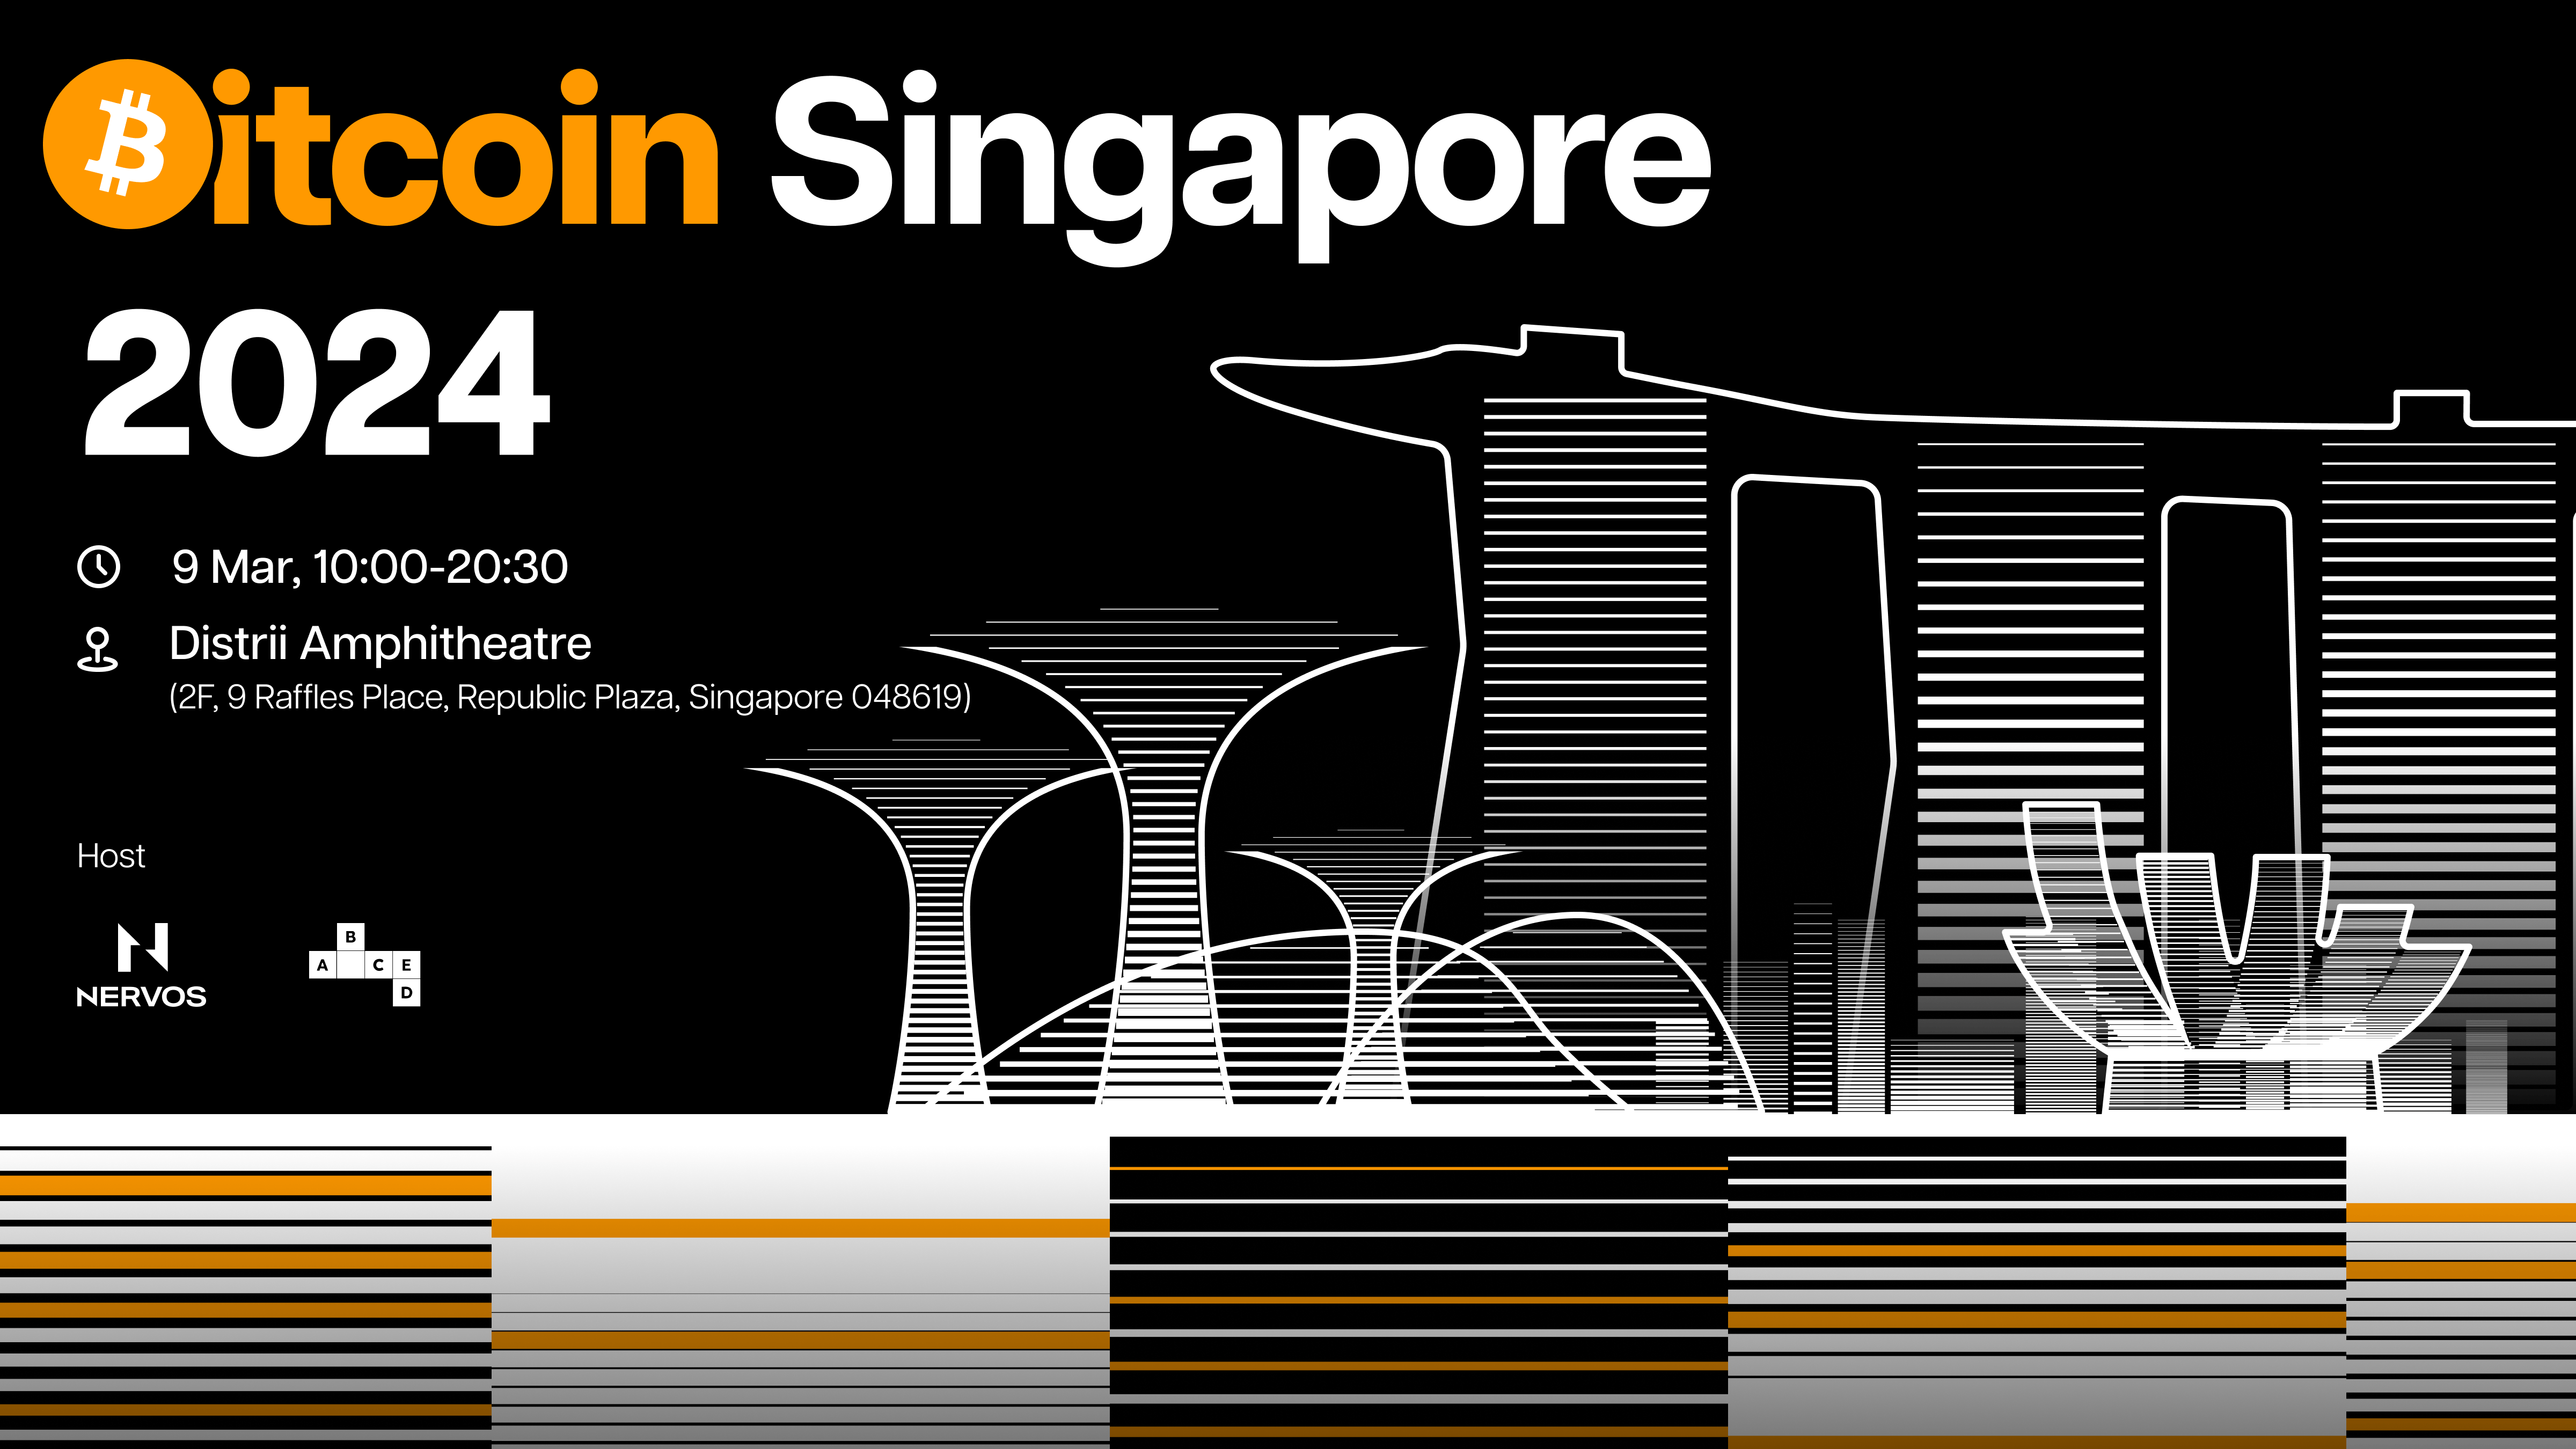 Bitcoin Singapore
2024
9 Mar, 10:00-20:30
Distrii Amphitheatre
(2F, 9 Raffles Place, Republic Plaza, Singapore 048619)
Host
NERVOS
B
A C E
D